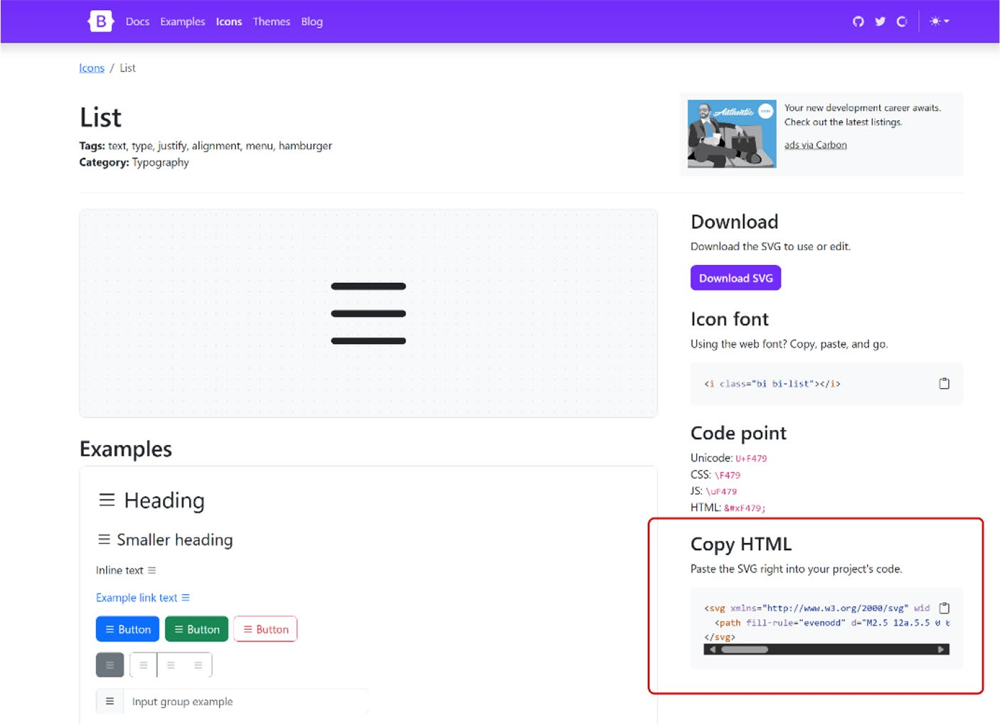 B Docs Examples Icons Themes Blog
Icons / List
List
Tags: text, type, justify, alignment, menu, hamburger
Category: Typography
Authentic
Your new development career awaits.
Check out the latest listings.
ads via Carbon
Download
Download the SVG to use or edit.
Download SVG
Icon font
Using the web font? Copy, paste, and go.
<i class="bi bi-list"></i>
Code point
Unicode: U+F479
CSS: \F479
JS: \uF479
HTML: &#xF479;
Copy HTML
Paste the SVG right into your project's code.
<svg xmlns="http://www.w3.org/2000/svg" wid
<path fill-rule="evenodd" d="M2.5 12a.5.5 0
</svg>
Examples
Heading
Smaller heading
Inline text
Example link text
Button Button Button
Input group example